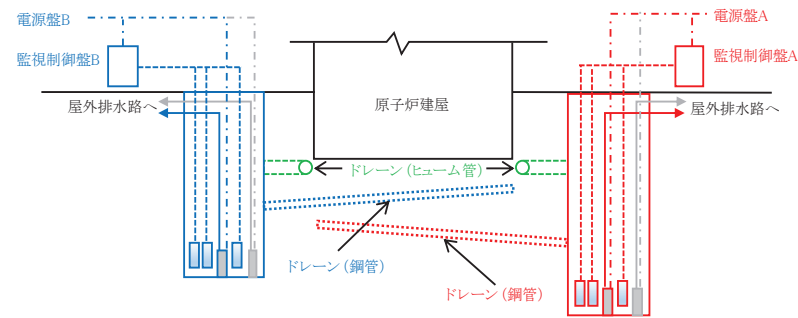 電源盤B
監視制御盤B
屋外排水路へ
原子炉建屋
電源盤A
監視制御盤A
屋外排水路へ
ドレーン（ヒューム管）
ドレーン（鋼管）
ドレーン（鋼管）